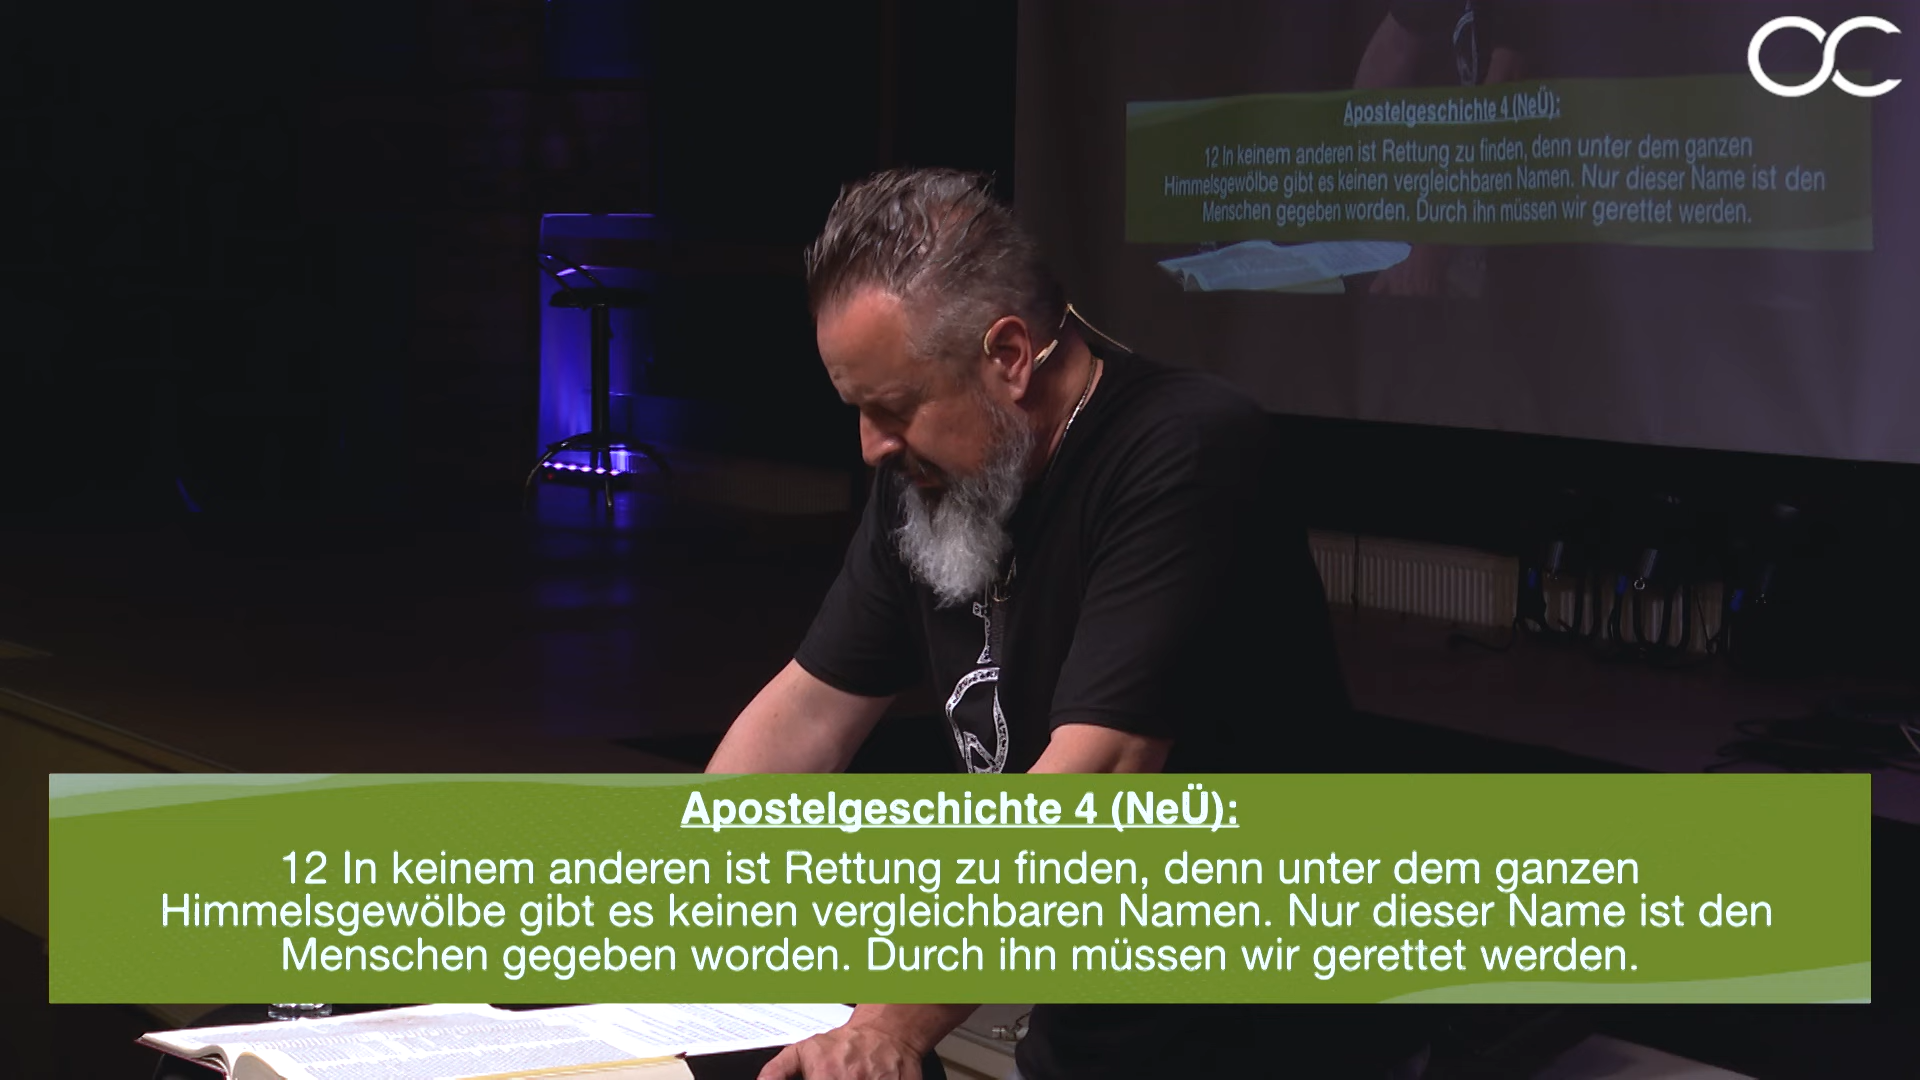 OC
Apostelgeschichte 4 (NeÜ):
12 In keinem anderen ist Rettung zu finden, denn unter dem ganzen
Himmelsgewölbe gibt es keinen vergleichbaren Namen. Nur dieser Name ist den
Menschen gegeben worden. Durch ihn müssen wir gerettet werden.
Apostelgeschichte 4 (NeÜ):
12 In keinem anderen ist Rettung zu finden, denn unter dem ganzen
Himmelsgewölbe gibt es keinen vergleichbaren Namen. Nur dieser Name ist den
Menschen gegeben worden. Durch ihn müssen wir gerettet werden.